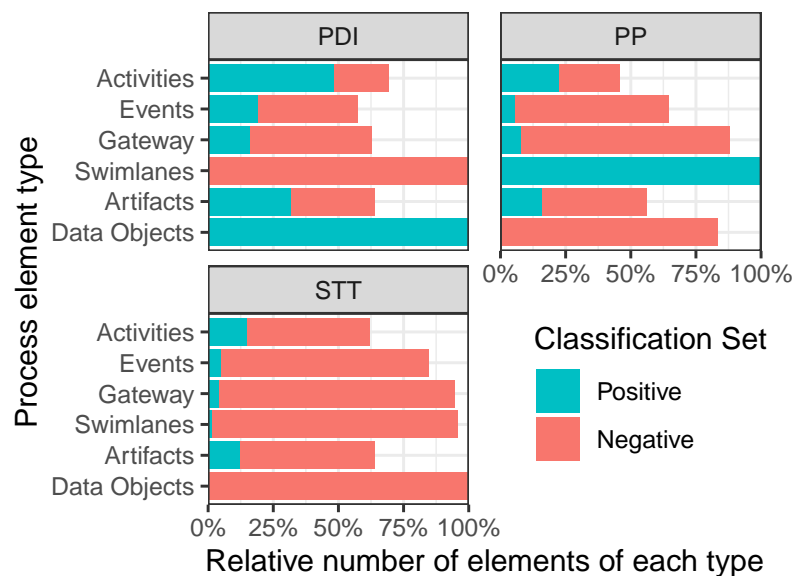 PDI
PP
Activities
Events
Gateway
Swimlanes
Artifacts
Data Objects
0% 25% 50% 75% 100%
STT
Activities
Events
Gateway
Swimlanes
Artifacts
Data Objects
0% 25% 50% 75% 100%
Relative number of elements of each type
Process element type
Classification Set
Positive
Negative